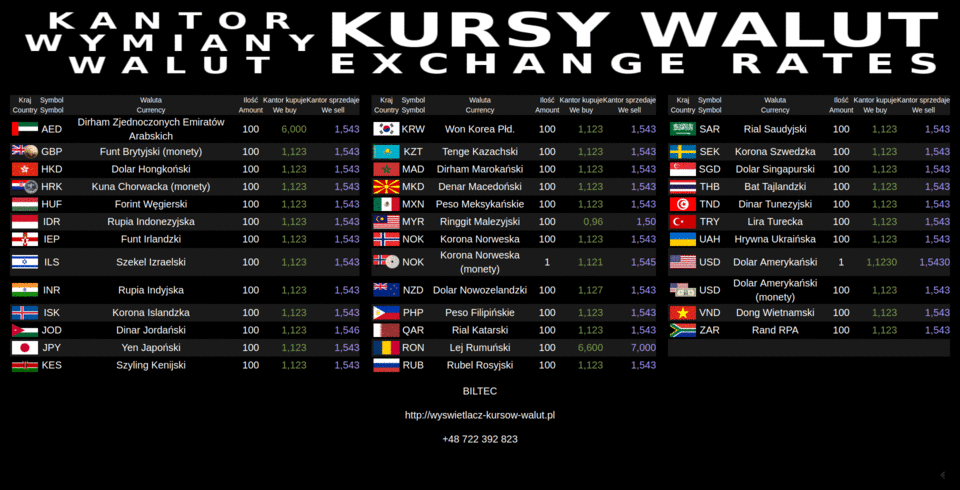 KANTOR
WYMIANY
WALUT
KURSY WALUT
EXCHANGE RATES
Kraj Symbol Waluta Ilość Kantor kupuje Kantor sprzedaje
Country Symbol Currency Amount We buy We sell
AED Dirham Zjednoczonych Emiratów Arabskich 100 6,000 1,543
GBP Funt Brytyjski (monety) 100 1,123 1,543
HKD Dolar Hongkoński 100 1,123 1,543
HRK Kuna Chorwacka (monety) 100 1,123 1,543
HUF Forint Węgierski 100 1,123 1,543
IDR Rupia Indonezyjska 100 1,123 1,543
IEP Funt Irlandzki 100 1,123 1,543
ILS Szekel Izraelski 100 1,123 1,543
INR Rupia Indyjska 100 1,123 1,543
ISK Korona Islandzka 100 1,123 1,543
JOD Dinar Jordański 100 1,123 1,546
JPY Yen Japoński 100 1,123 1,543
KES Szyling Kenijski 100 1,123 1,543
Kraj Symbol Waluta Ilość Kantor kupuje Kantor sprzedaje
Country Symbol Currency Amount We buy We sell
KRW Won Korea Płd. 100 1,123 1,543
KZT Tenge Kazachski 100 1,123 1,543
MAD Dirham Marokański 100 1,123 1,543
MKD Denar Macedoński 100 1,123 1,543
MXN Peso Meksykańskie 100 1,123 1,543
MYR Ringgit Malezyjski 100 0,96 1,50
NOK Korona Norweska 100 1,123 1,543
NOK Korona Norweska (monety) 1 1,121 1,545
NZD Dolar Nowozelandzki 100 1,127 1,543
PHP Peso Filipińskie 100 1,123 1,543
QAR Rial Katarski 100 1,123 1,543
RON Lej Rumuński 100 6,600 7,000
RUB Rubel Rosyjski 100 1,123 1,543
Kraj Symbol Waluta Ilość Kantor kupuje Kantor sprzedaje
Country Symbol Currency Amount We buy We sell
SAR Rial Saudyjski 100 1,123 1,543
SEK Korona Szwedzka 100 1,123 1,543
SGD Dolar Singapurski 100 1,123 1,543
THB Bat Tajlandzki 100 1,123 1,543
TND Dinar Tunezyjski 100 1,123 1,543
TRY Lira Turecka 100 1,123 1,543
UAH Hrywna Ukraińska 100 1,123 1,543
USD Dolar Amerykański 1 1,1230 1,5430
USD Dolar Amerykański (monety) 100 1,123 1,543
VND Dong Wietnamski 100 1,123 1,543
ZAR Rand RPA 100 1,123 1,543
BILTEC
http://wyswietlacz-kursow-walut.pl
+48 722 392 823